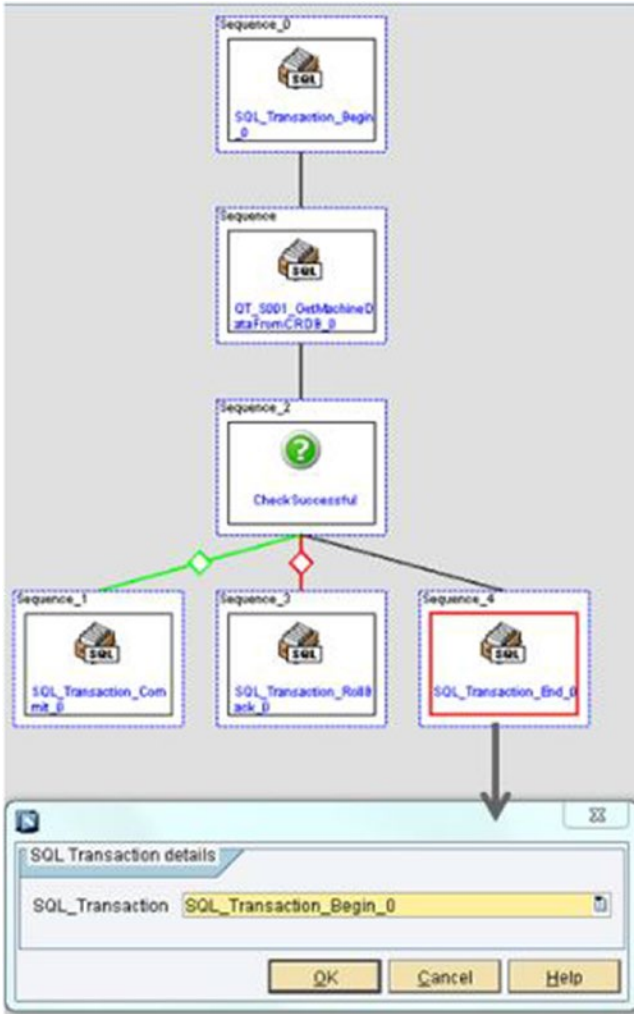 Sequence_0
SQL
SQL_Transaction_Begin
_0
Sequence
SQL
QT_S001_GetMachineD
ataFromCRDB_0
Sequence_2
?
CheckSuccessful
Sequence_1
Sequence_3
Sequence_4
SQL
SQL
SQL
SQL_Transaction_Com
mit_0
SQL_Transaction_RollB
ack_0
SQL_Transaction_End_0
SQL Transaction details
SQL_Transaction SQL_Transaction_Begin_0
OK
Cancel
Help